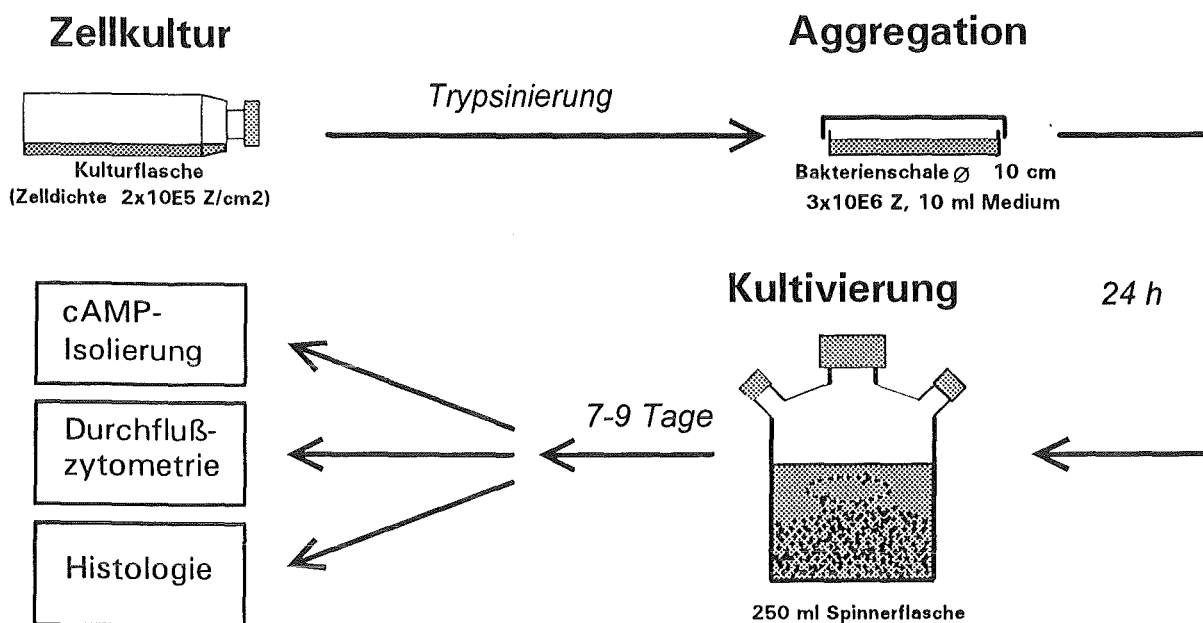 Zellkultur
Aggregation
Trypsinierung
Kulturflasche
(Zelldichte 2x10E5 Z/cm2)
Bakterienschale Ø 10 cm
3x10E6 Z, 10 ml Medium
Kultivierung
24 h
7-9 Tage
250 ml Spinnerflasche
cAMP-
Isolierung
Durchfluß-
zytometrie
Histologie